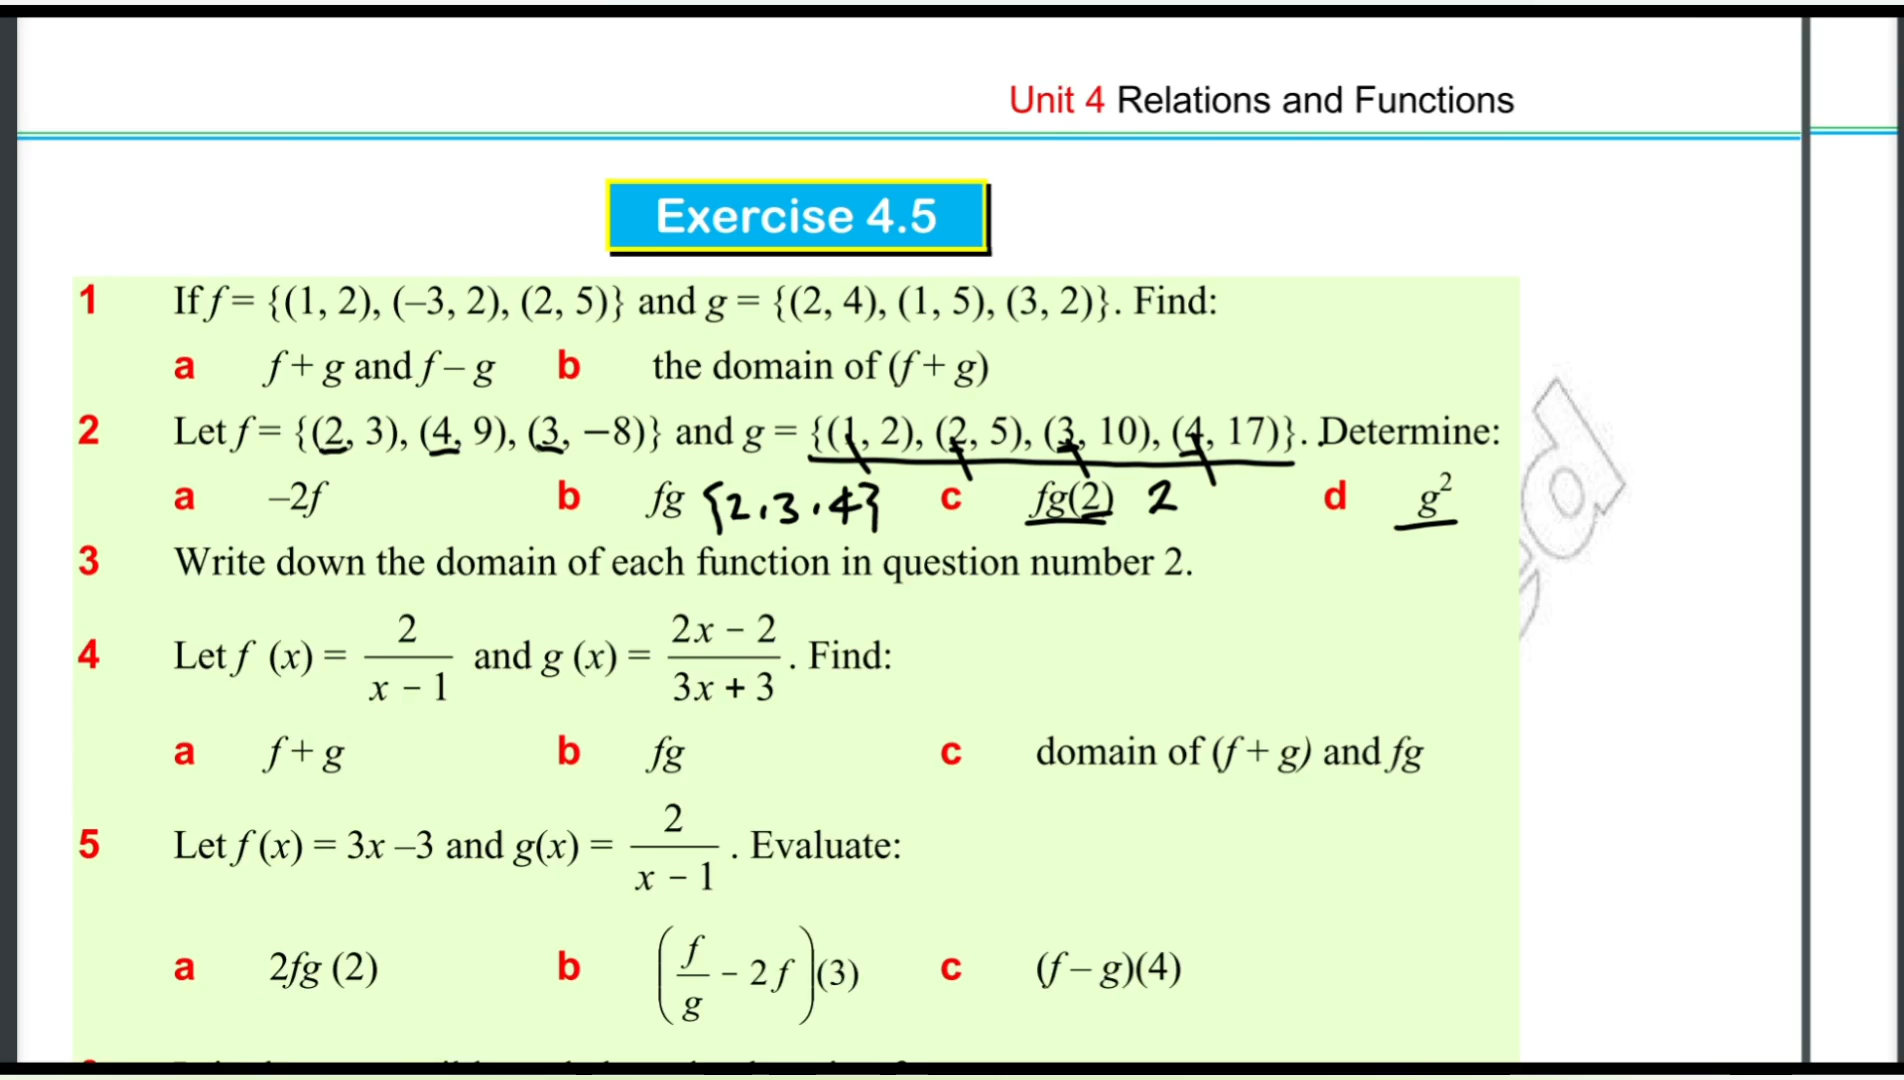 Unit 4 Relations and Functions
Exercise 4.5
1 If f = {(1, 2), (–3, 2), (2, 5)} and g = {(2, 4), (1, 5), (3, 2)}. Find:
a f + g and f – g b the domain of (f + g)
2 Let f = {(2, 3), (4, 9), (3, –8)} and g = {(1, 2), (2, 5), (3, 10), (4, 17)}. Determine:
a –2f b fg {2,3,4} c fg(2) 2 d g²
3 Write down the domain of each function in question number 2.
4 Let f (x) = 2/(x − 1) and g (x) = (2x − 2)/(3x + 3). Find:
a f + g b fg c domain of (f + g) and fg
5 Let f (x) = 3x –3 and g(x) = 2/(x − 1). Evaluate:
a 2fg (2) b (f/g − 2f)(3) c (f – g)(4)